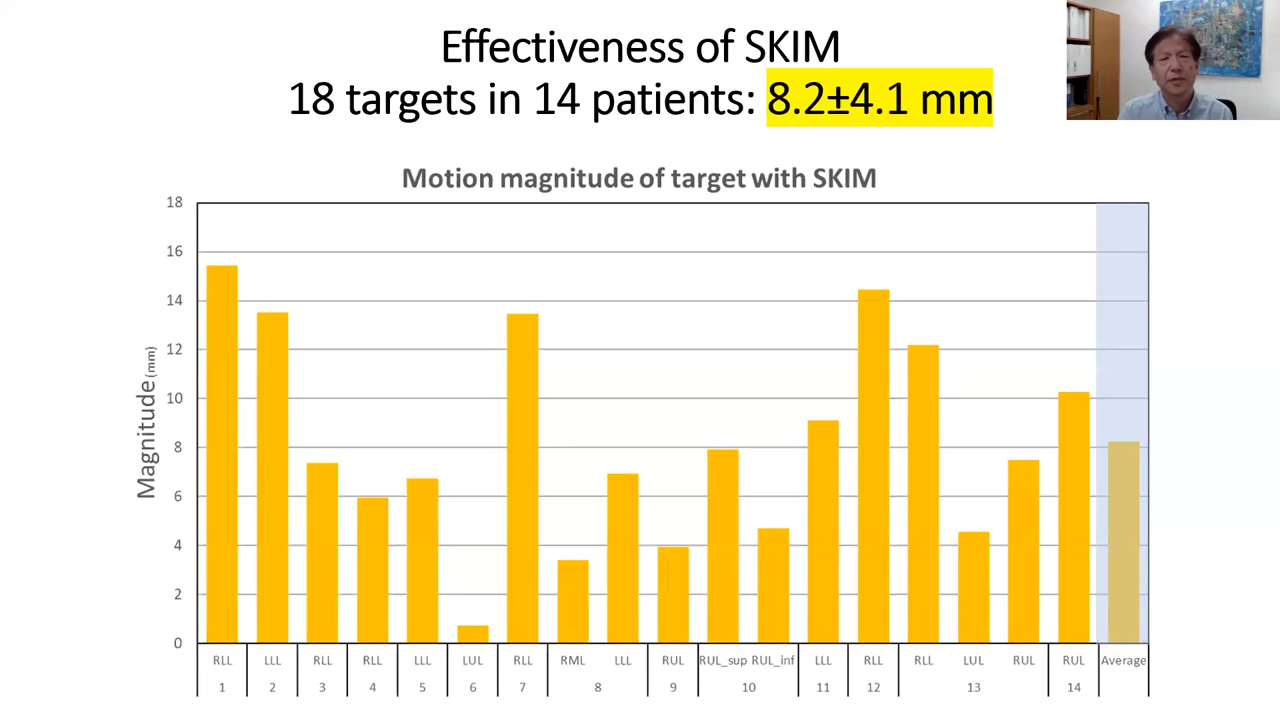 Effectiveness of SKIM
18 targets in 14 patients: 8.2±4.1 mm
Motion magnitude of target with SKIM
Magnitude (mm)
18
16
14
12
10
8
6
4
2
0
RLL LLL RLL RLL LLL LUL RLL RML LLL RUL RUL_sup RUL_inf LLL RLL RLL LUL RUL RUL Average
1 2 3 4 5 6 7 8 9 10 11 12 13 14